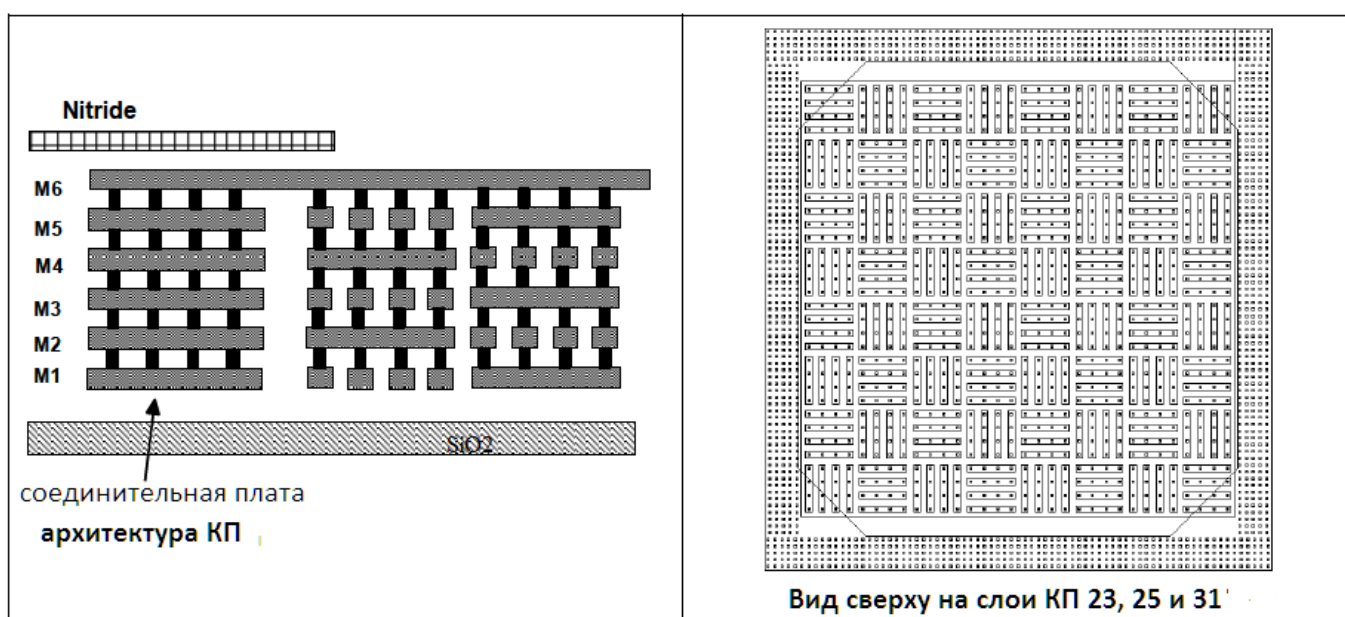 Nitride
M6
M5
M4
M3
M2
M1
SiO2
соединительная плата
архитектура КП
Вид сверху на слои КП 23, 25 и 31'